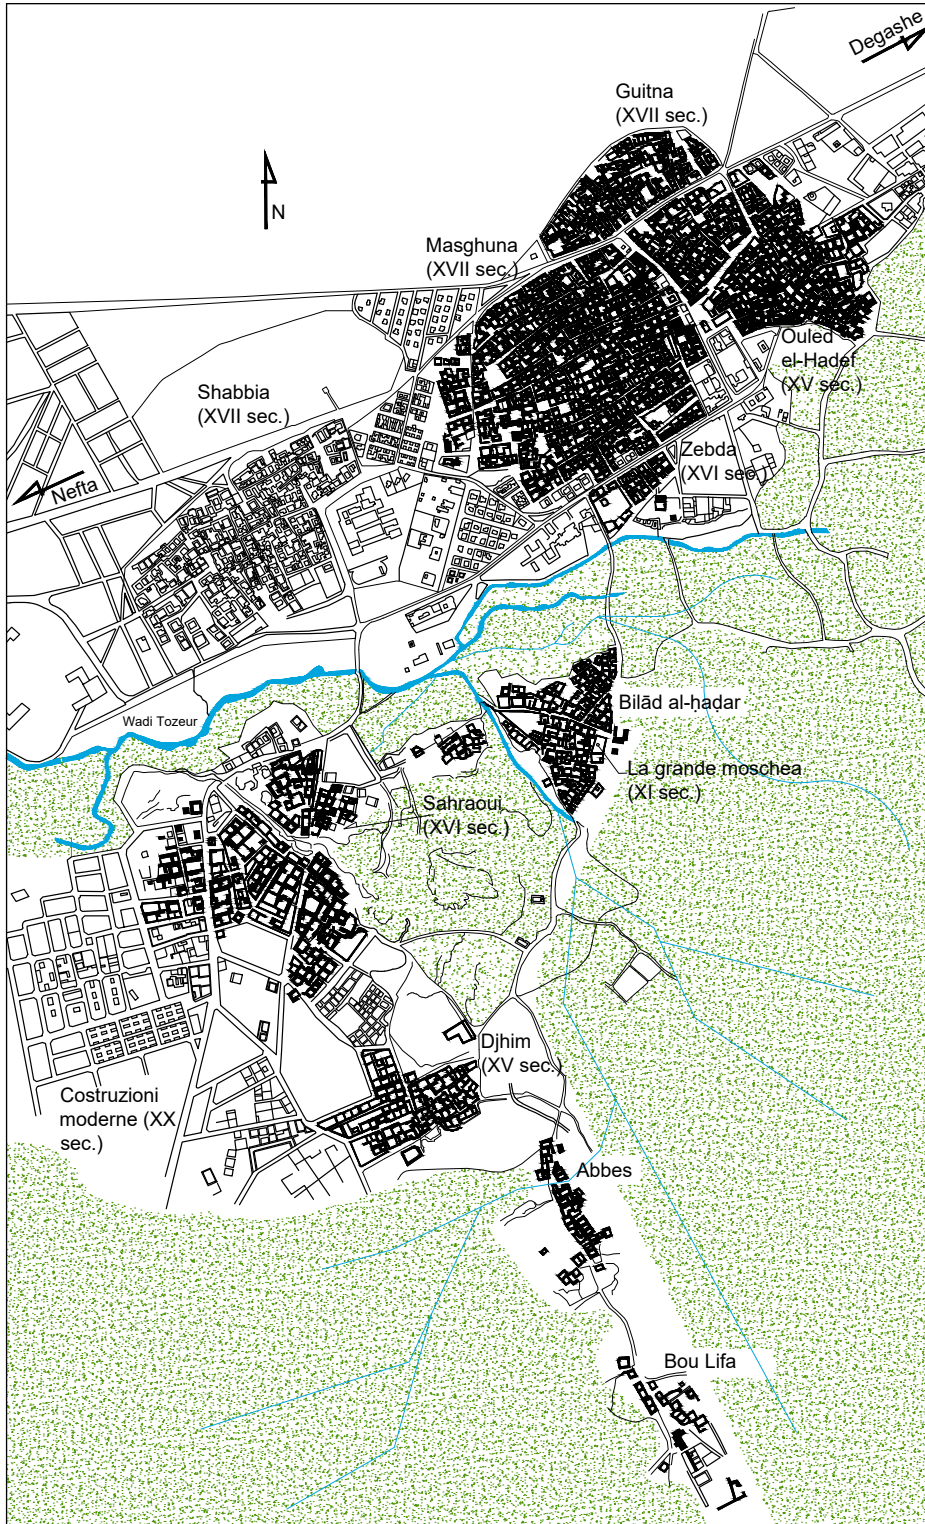 Degashe
Guitna
(XVII sec.)
N
Masghuna
(XVII sec.)
Ouled
el-Hadef
(XV sec.)
Shabbia
(XVII sec.)
Zebda
(XVI sec.)
Nefta
Bilād al-ḥaḍar
Wadi Tozeur
La grande moschea
(XI sec.)
Sahraoui
(XVI sec.)
Djhim
(XV sec.)
Costruzioni
moderne (XX
sec.)
Abbes
Bou Lifa